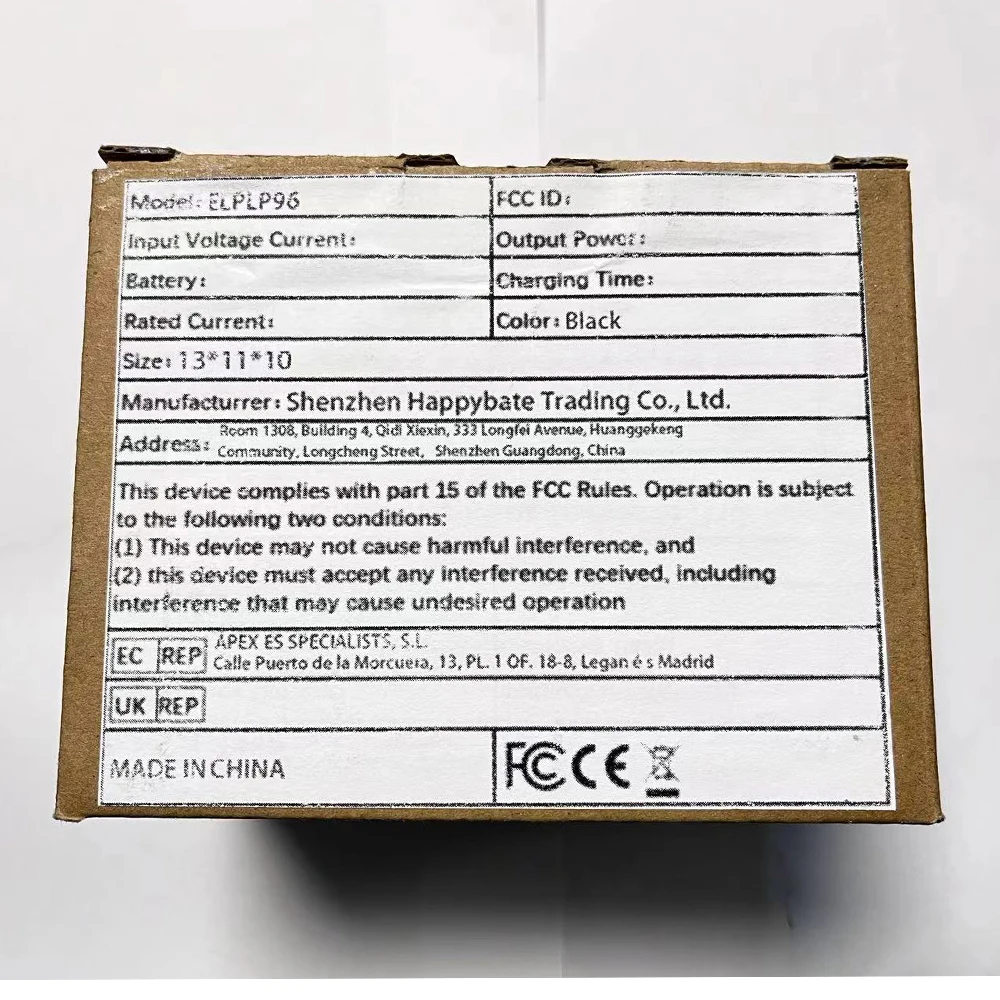 Model: ELPLP96
FCC ID:
Input Voltage Current:
Output Power:
Battery:
Charging Time:
Rated Current:
Color: Black
Size: 13*11*10
Manufacturrer: Shenzhen Happybate Trading Co., Ltd.
Address: Room 1308, Building 4, Qidi Xiexin, 333 Longfei Avenue, Huanggekeng
Community, Longcheng Street, Shenzhen Guangdong, China
This device complies with part 15 of the FCC Rules. Operation is subject
to the following two conditions:
(1) This device may not cause harmful interference, and
(2) this device must accept any interference received, including
interference that may cause undesired operation
EC REP APEX ES SPECIALISTS, S.L.
Calle Puerto de la Morcuera, 13, PL. 1 OF. 18-8, Legan é s Madrid
UK REP
MADE IN CHINA
FC CE